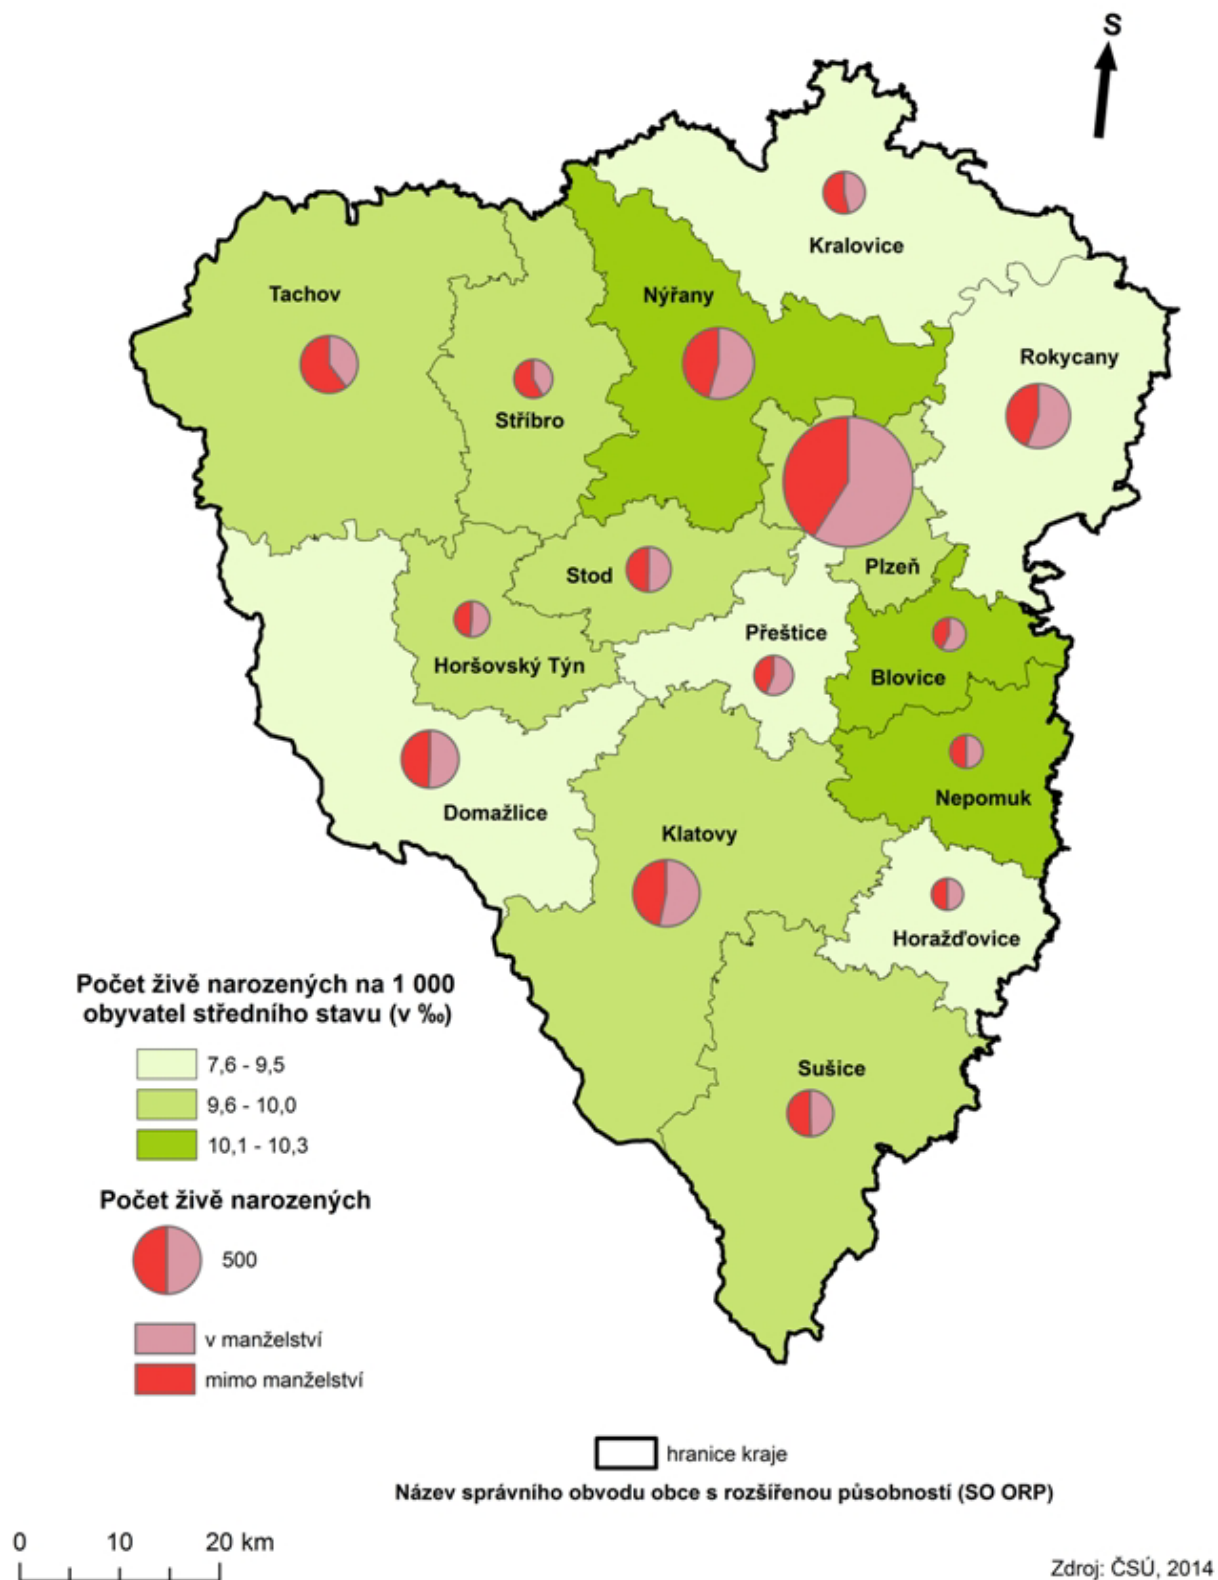 S
Kralovice
Tachov
Nýřany
Rokycany
Stříbro
Plzeň
Stod
Přeštice
Horšovský Týn
Blovice
Nepomuk
Domažlice
Klatovy
Horažďovice
Sušice
Počet živě narozených na 1 000
obyvatel středního stavu (v ‰)
7,6 - 9,5
9,6 - 10,0
10,1 - 10,3
Počet živě narozených
500
v manželství
mimo manželství
hranice kraje
Název správního obvodu obce s rozšířenou působností (SO ORP)
0 10 20 km
Zdroj: ČSÚ, 2014